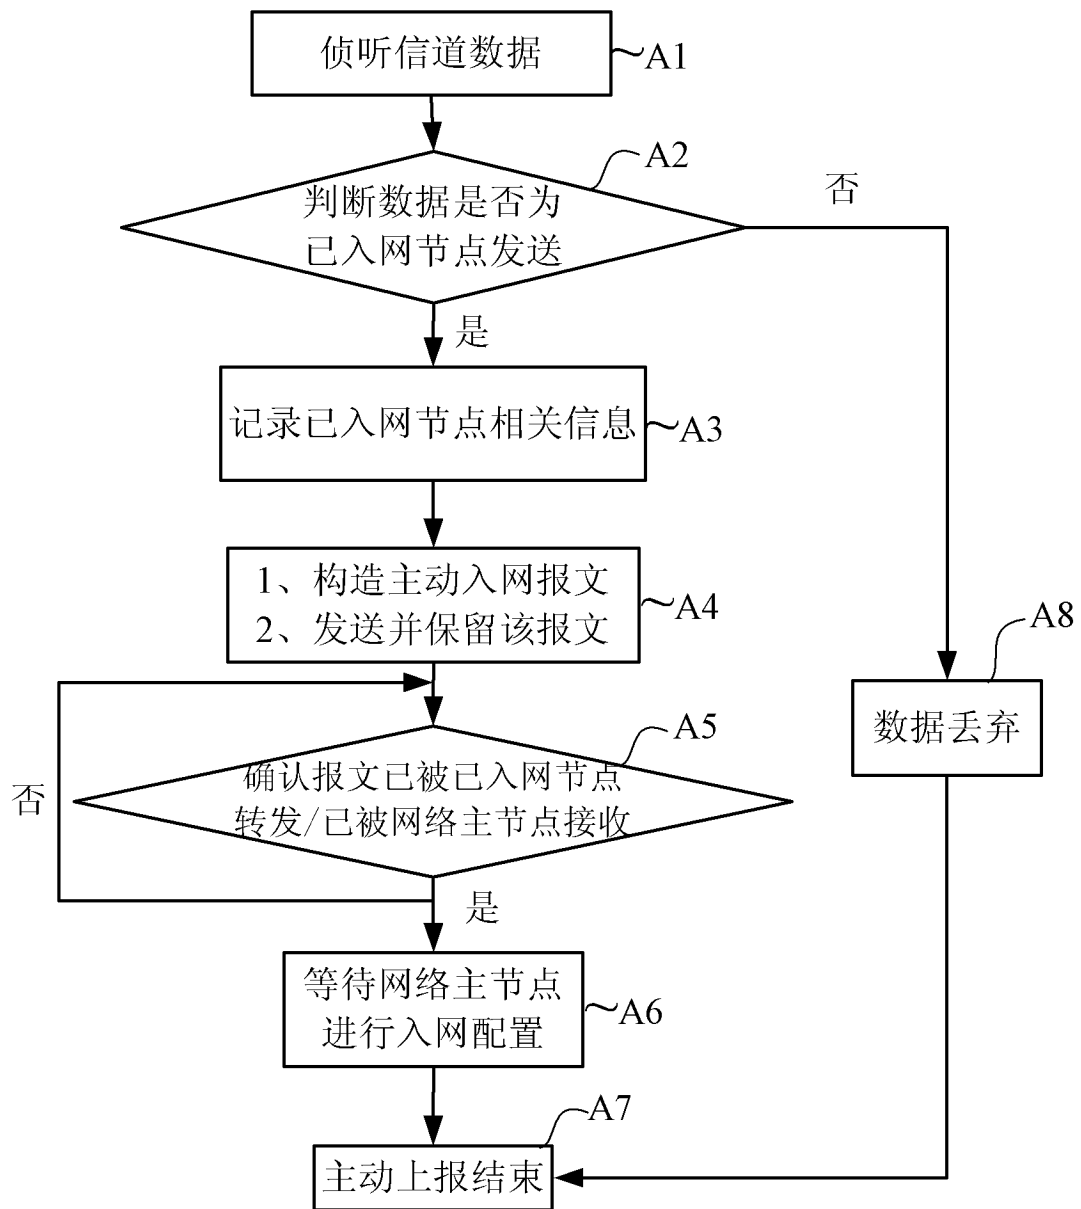 侦听信道数据
A1
A2
判断数据是否为
已入网节点发送
否
是
记录已入网节点相关信息
A3
1、构造主动入网报文
2、发送并保留该报文
A4
A8
数据丢弃
A5
确认报文已被已入网节点
转发/已被网络主节点接收
否
是
等待网络主节点
进行入网配置
A6
A7
主动上报结束